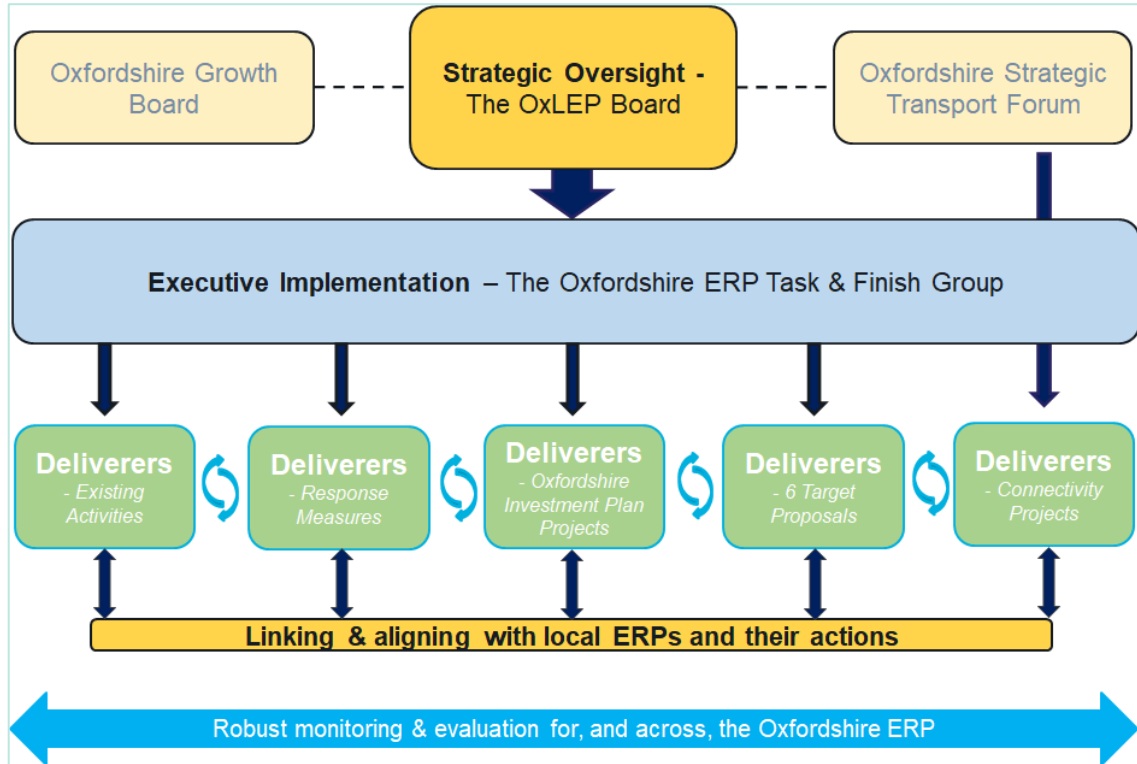 Oxfordshire Growth
Board
Strategic Oversight -
The OxLEP Board
Oxfordshire Strategic
Transport Forum
Executive Implementation – The Oxfordshire ERP Task & Finish Group
Deliverers
- Existing
Activities
Deliverers
- Response
Measures
Deliverers
- Oxfordshire
Investment Plan
Projects
Deliverers
- 6 Target
Proposals
Deliverers
- Connectivity
Projects
Linking & aligning with local ERPs and their actions
Robust monitoring & evaluation for, and across, the Oxfordshire ERP